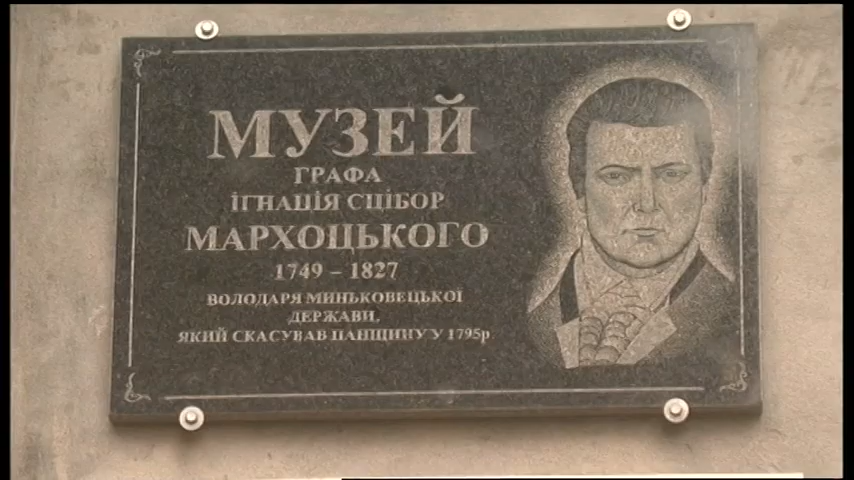 МУЗЕЙ
ГРАФА
ІГНАЦІЯ СЦІБОР
МАРХОЦЬКОГО
1749 – 1827
ВОЛОДАРЯ МИНЬКОВЕЦЬКОЇ
ДЕРЖАВИ,
ЯКИЙ СКАСУВАВ ПАНЩИНУ У 1795р.